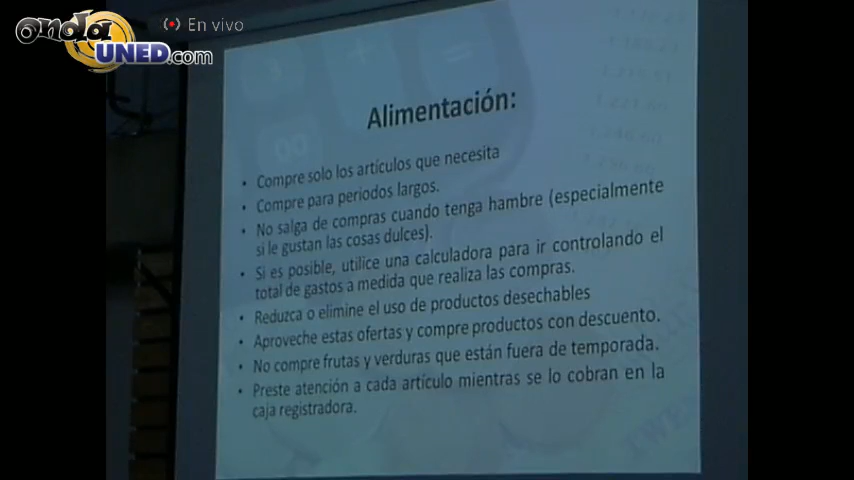 onda
UNED.com
En vivo
Alimentación:
• Compre solo los artículos que necesita
• Compre para periodos largos.
• No salga de compras cuando tenga hambre (especialmente
si le gustan las cosas dulces).
• Si es posible, utilice una calculadora para ir controlando el
total de gastos a medida que realiza las compras.
• Reduzca o elimine el uso de productos desechables
• Aproveche estas ofertas y compre productos con descuento.
• No compre frutas y verduras que están fuera de temporada.
• Preste atención a cada artículo mientras se lo cobran en la
caja registradora.